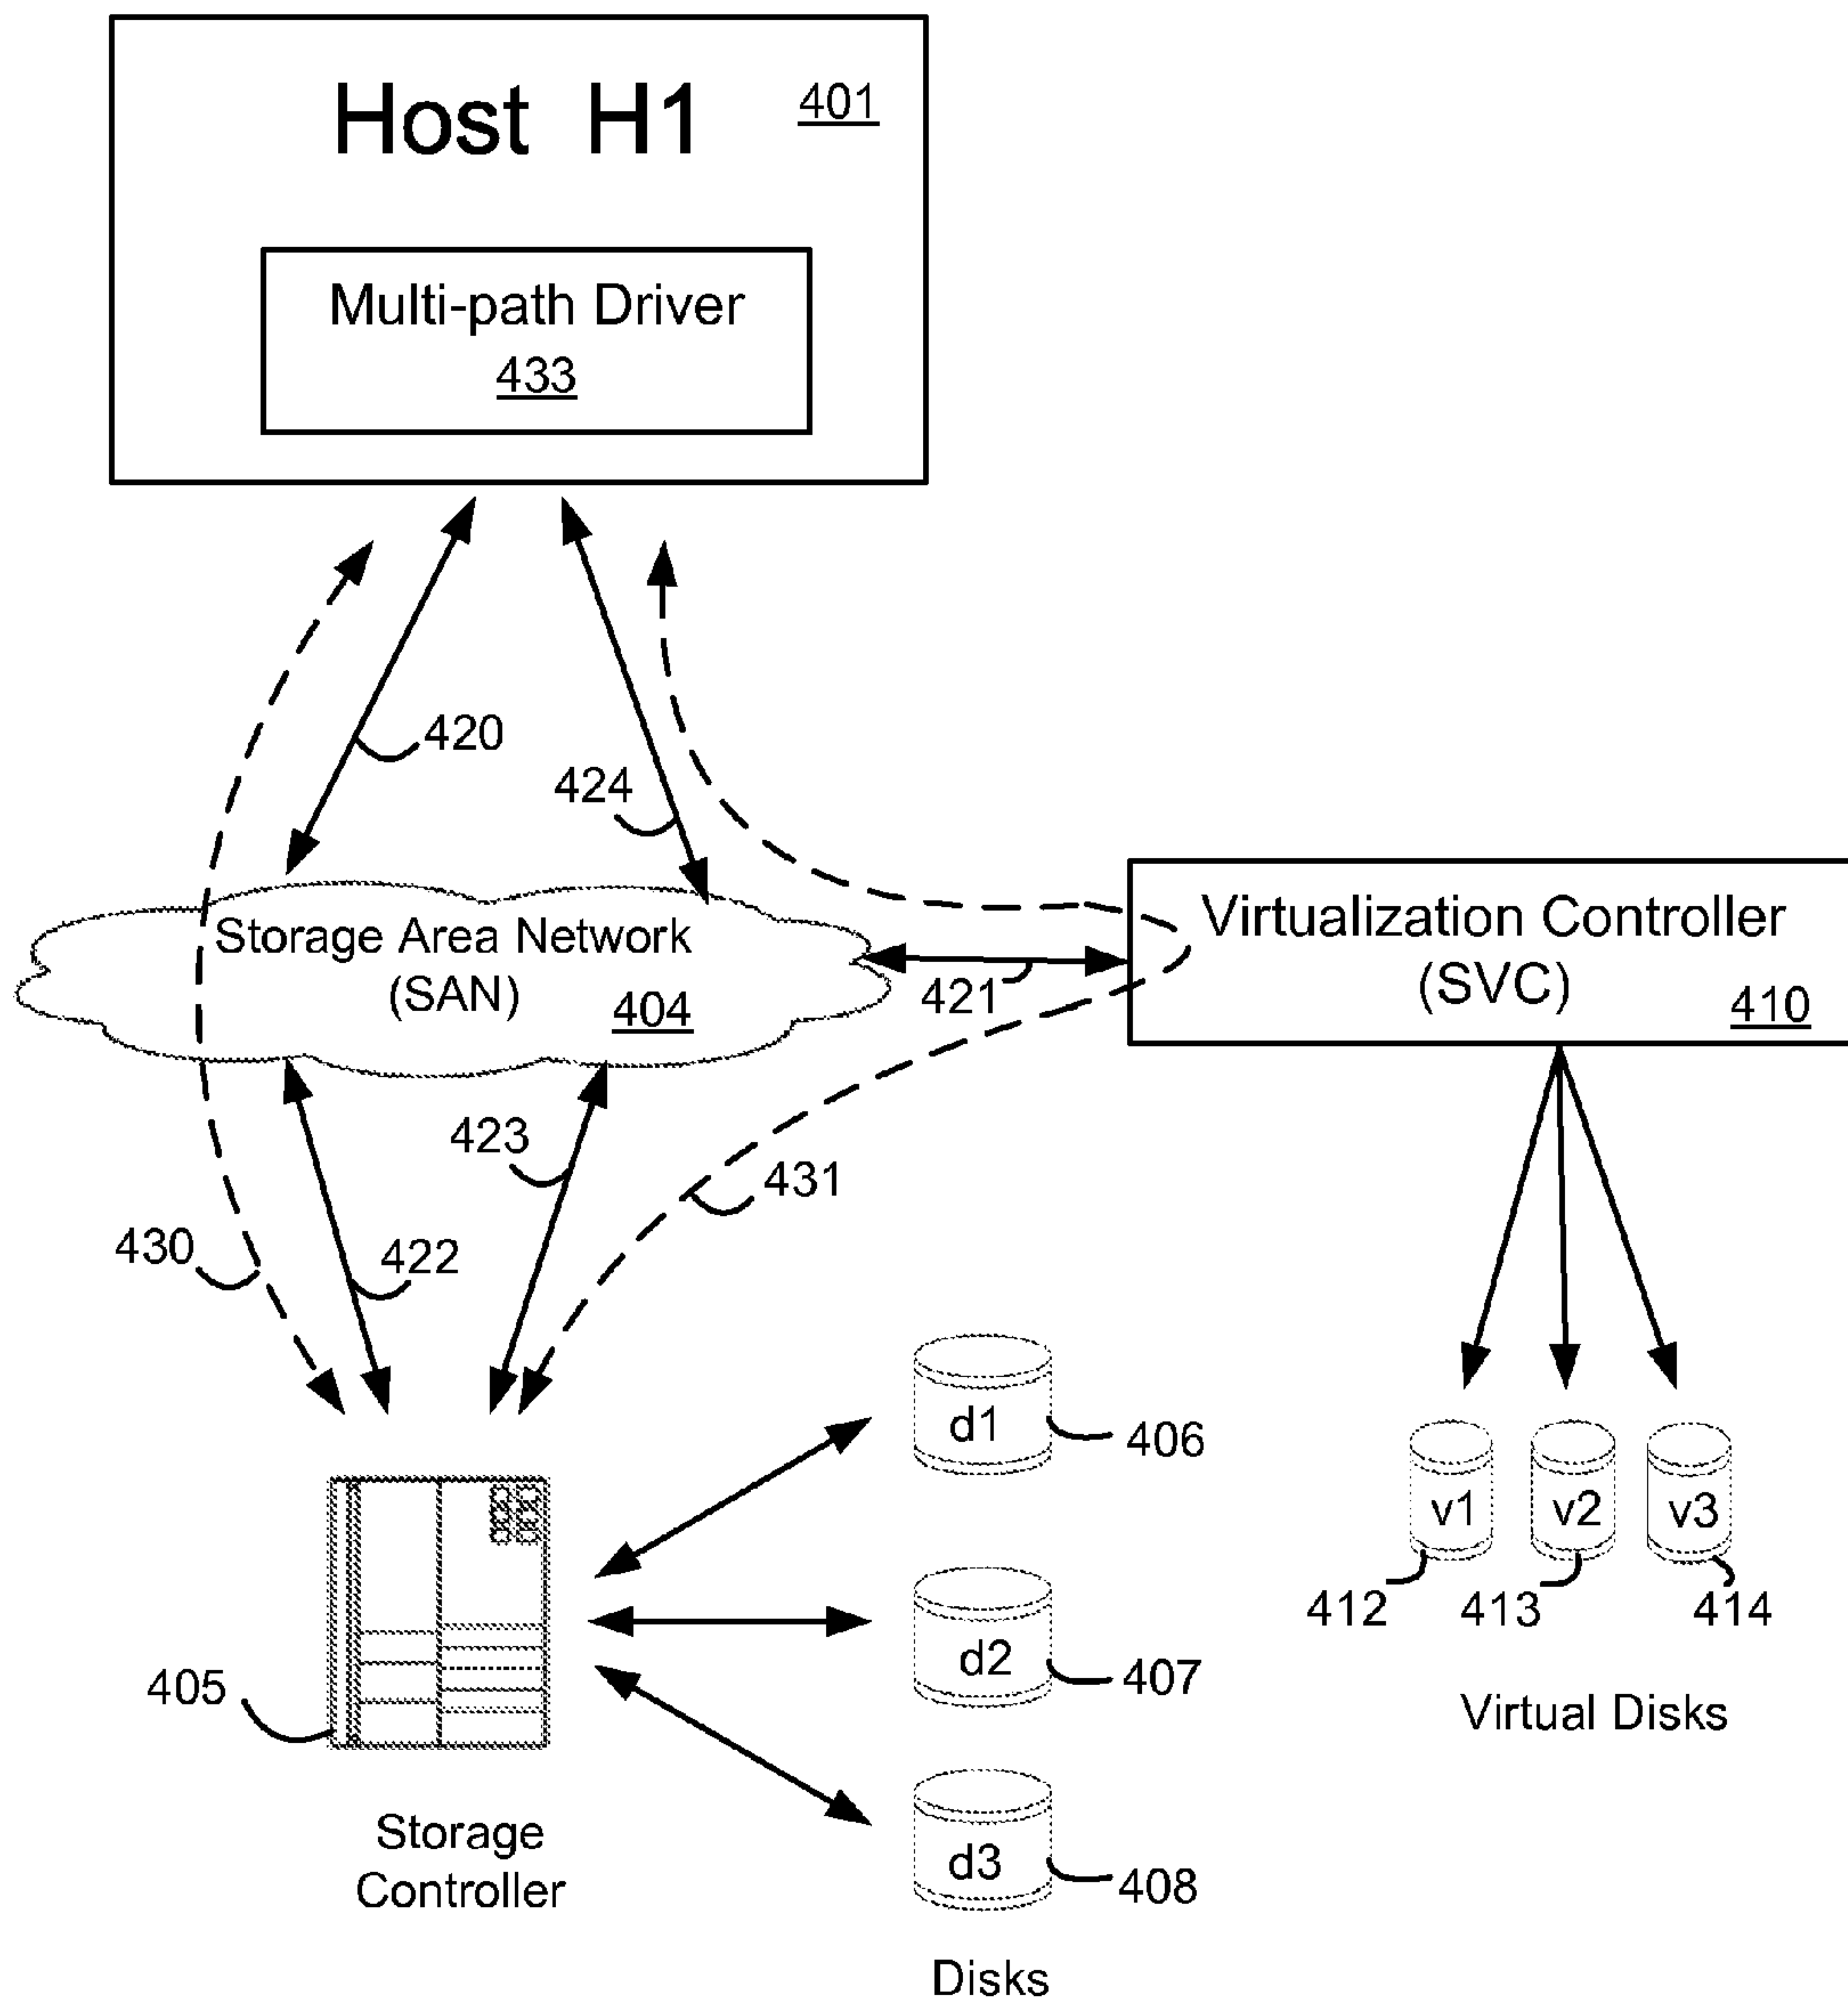 Host H1
401
Multi-path Driver
433
420
424
Storage Area Network
(SAN)
404
421
Virtualization Controller
(SVC)
410
423
431
430
422
d1
406
v1
v2
v3
412
413
414
d2
407
405
Virtual Disks
Storage
Controller
d3
408
Disks